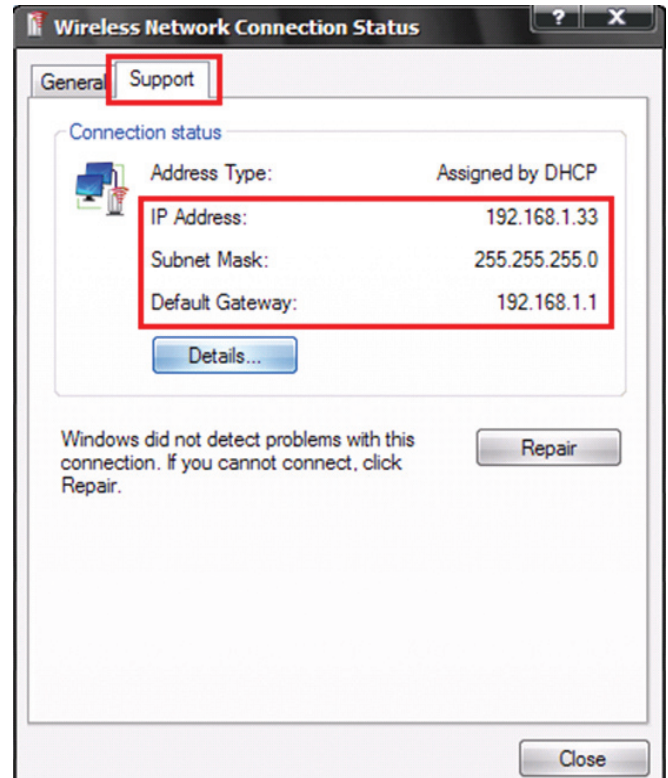 Wireless Network Connection Status
? X
General Support
Connection status
Address Type: Assigned by DHCP
IP Address: 192.168.1.33
Subnet Mask: 255.255.255.0
Default Gateway: 192.168.1.1
Details...
Windows did not detect problems with this
connection. If you cannot connect, click
Repair.
Repair
Close